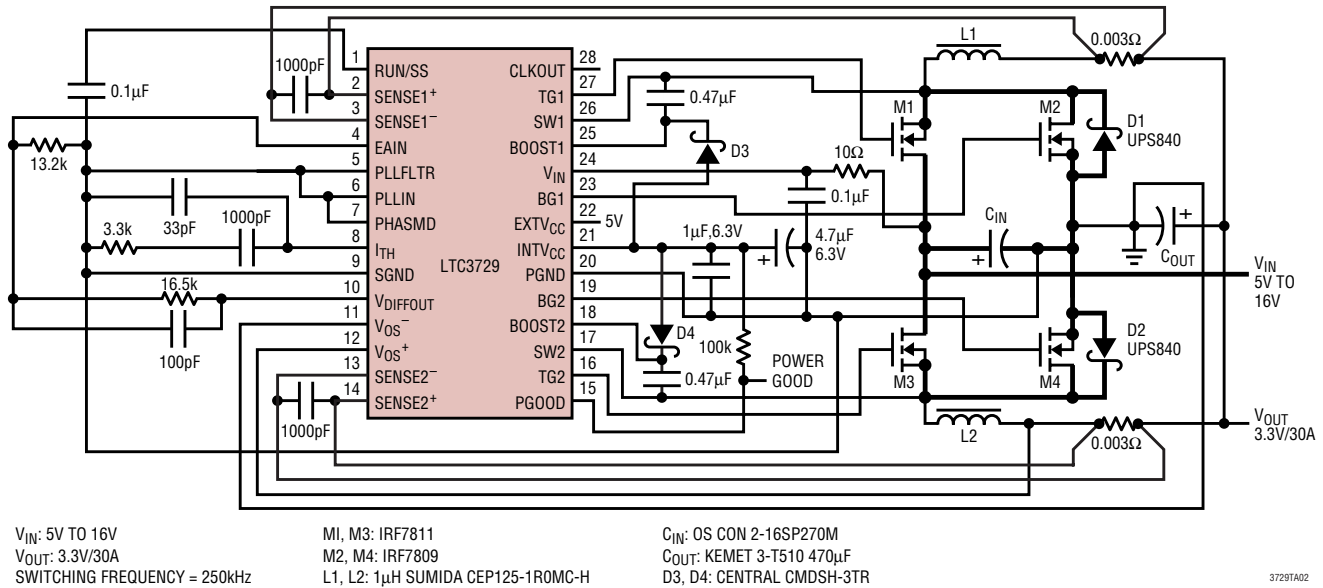 L1
0.003Ω
1000pF
0.1µF
13.2k
33pF
1000pF
3.3k
16.5k
100pF
1000pF
1
2
3
4
5
6
7
8
9
10
11
12
13
14
RUN/SS
SENSE1+
SENSE1−
EAIN
PLLFLTR
PLLIN
PHASMD
ITH
SGND
VDIFFOUT
VOS−
VOS+
SENSE2−
SENSE2+
LTC3729
CLKOUT
TG1
SW1
BOOST1
VIN
BG1
EXTVCC
INTVCC
PGND
BG2
BOOST2
SW2
TG2
PGOOD
28
27
26
25
24
23
22
21
20
19
18
17
16
15
0.47µF
D3
10Ω
0.1µF
5V
1µF,6.3V
+
4.7µF
6.3V
D4
100k
0.47µF
POWER
GOOD
M1
M2
D1
UPS840
CIN
+
+
COUT
VIN
5V TO
16V
M3
M4
D2
UPS840
L2
0.003Ω
VOUT
3.3V/30A
VIN: 5V TO 16V
VOUT: 3.3V/30A
SWITCHING FREQUENCY = 250kHz
MI, M3: IRF7811
M2, M4: IRF7809
L1, L2: 1µH SUMIDA CEP125-1R0MC-H
CIN: OS CON 2-16SP270M
COUT: KEMET 3-T510 470µF
D3, D4: CENTRAL CMDSH-3TR
3729TA02